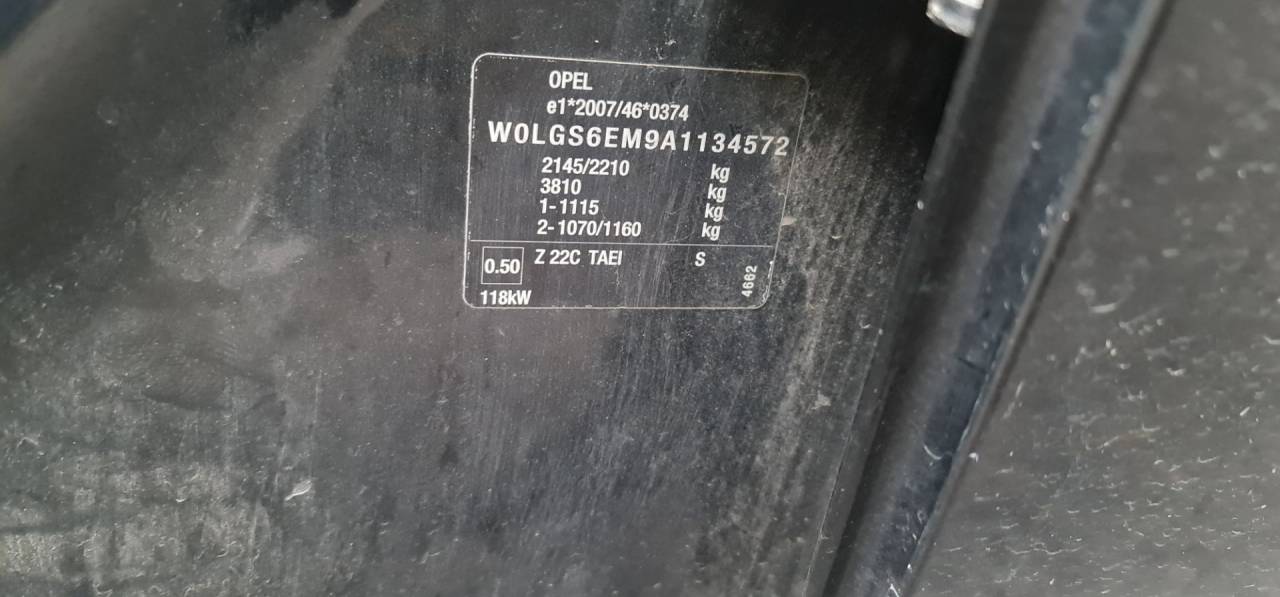 OPEL
e1*2007/46*0374
W0LGS6EM9A1134572
2145/2210 kg
3810 kg
1-1115 kg
2-1070/1160 kg
0.50 Z 22C TAEI S
118kW
4662